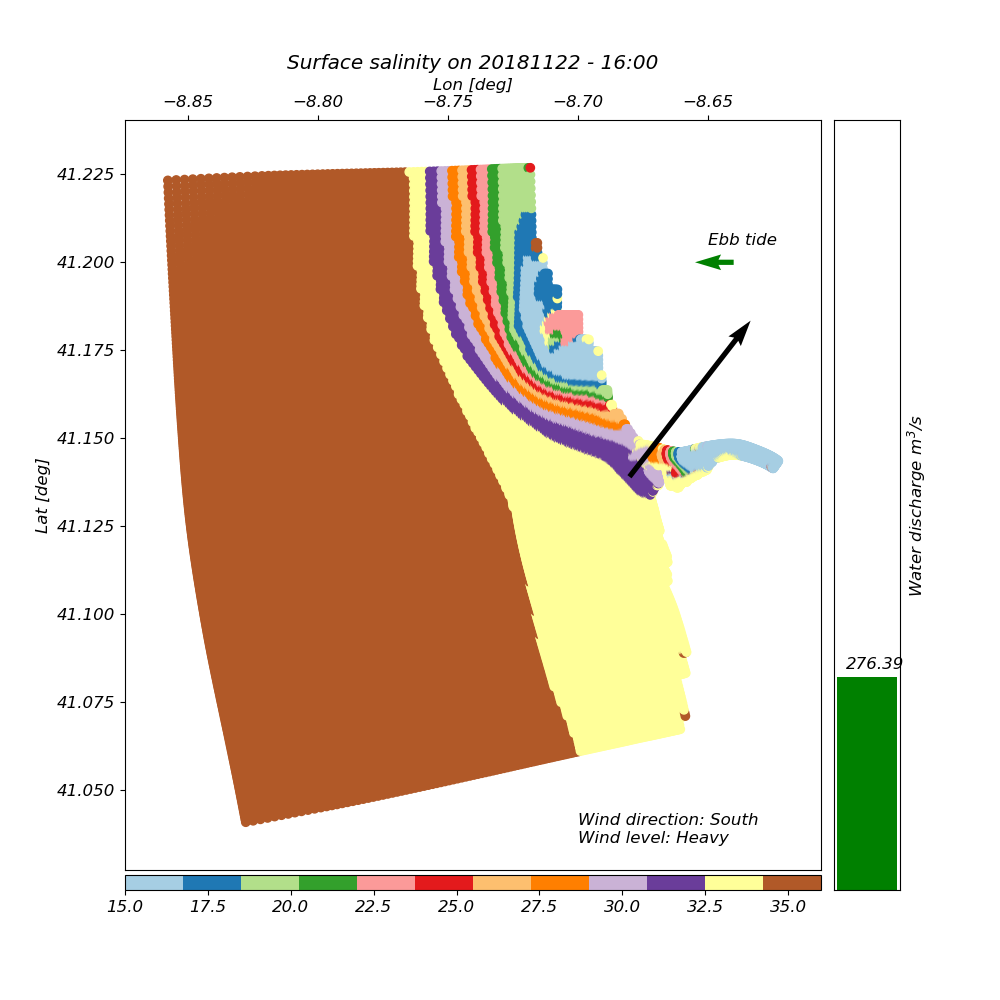 Surface salinity on 20181122 - 16:00
Lon [deg]
−8.85 −8.80 −8.75 −8.70 −8.65
41.225
41.200
41.175
41.150
41.125
41.100
41.075
41.050
Lat [deg]
Ebb tide
Wind direction: South
Wind level: Heavy
15.0 17.5 20.0 22.5 25.0 27.5 30.0 32.5 35.0
276.39
Water discharge m³/s